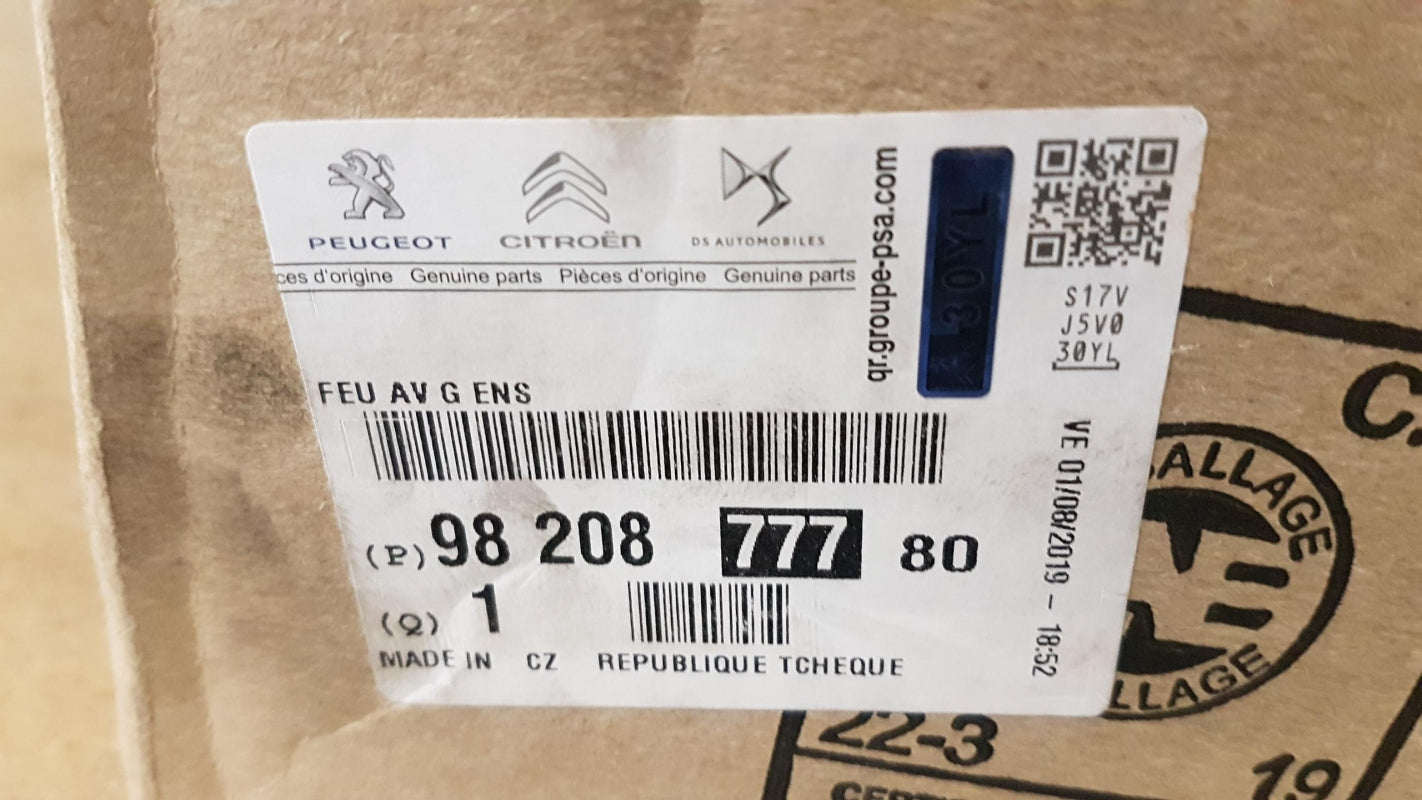 PEUGEOT CITROËN DS AUTOMOBILES
ces d'origine Genuine parts Pièces d'origine Genuine parts
qr.groupe-psa.com
30YL
S17V
J5V0
30YL
FEU AV G ENS
(P) 98 208 777 80
(Q) 1
MADE IN CZ REPUBLIQUE TCHEQUE
VE 01/08/2019 - 18:52
ALLAGE
LLAGE
22-3
19